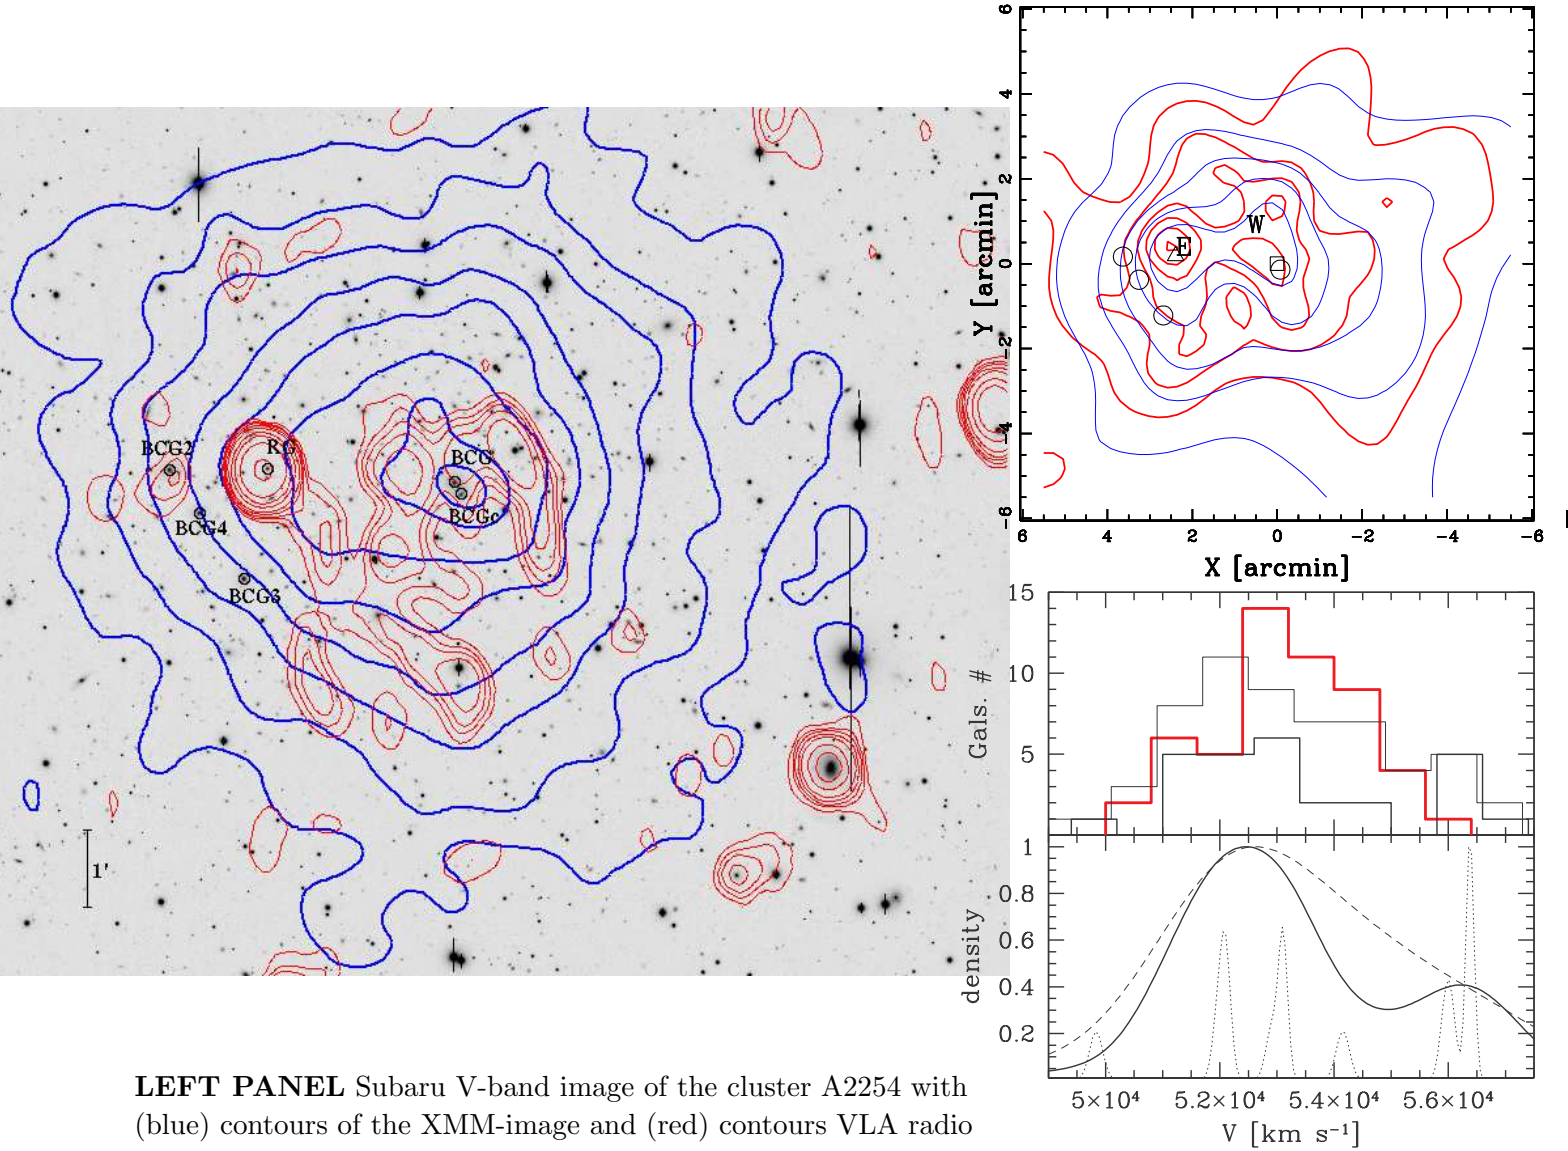 BCG2
RG
BCG
BCGc
BCG4
BCG3
1'
6
4
2
0
-2
-4
-6
Y [arcmin]
E
W
6 4 2 0 -2 -4 -6
X [arcmin]
15
10
5
Gals. #
1
0.8
0.6
0.4
0.2
density
5×10⁴ 5.2×10⁴ 5.4×10⁴ 5.6×10⁴
V [km s⁻¹]
LEFT PANEL Subaru V-band image of the cluster A2254 with
(blue) contours of the XMM-image and (red) contours VLA radio